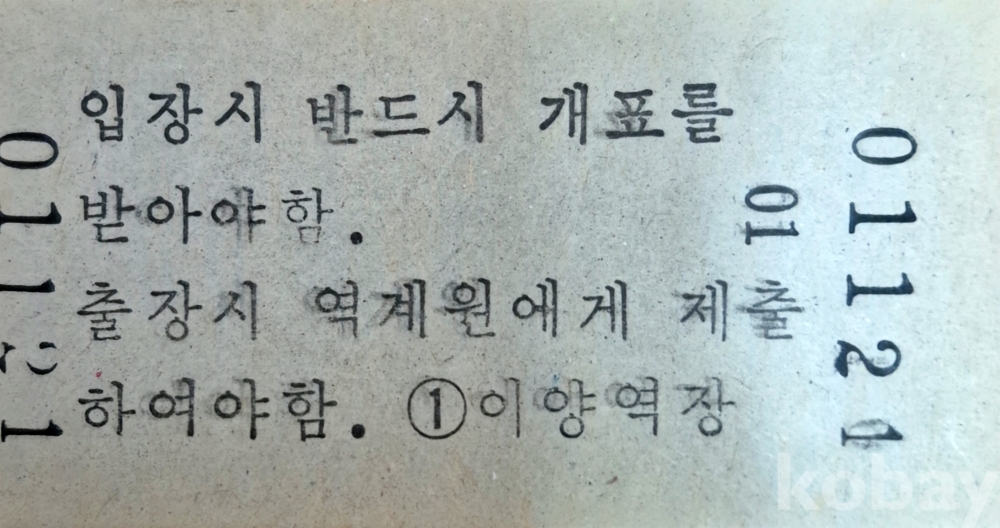 입장시 반드시 개표를
받아야함.
출장시 역계원에게 제출
하여야함. ①이양역장
01
01121
01121
kobay